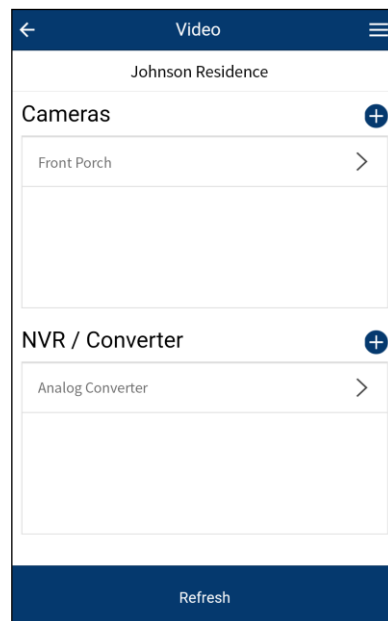 Video
Johnson Residence
Cameras
Front Porch
NVR / Converter
Analog Converter
Refresh